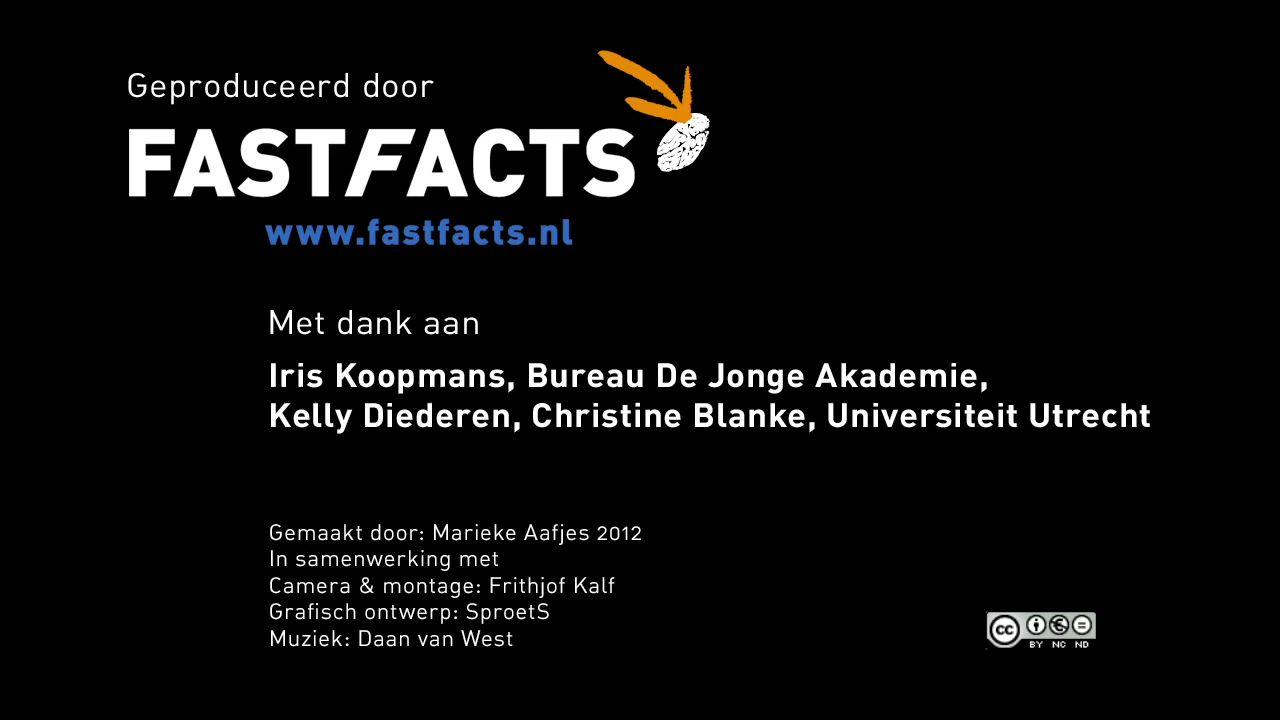 Geproduceerd door
FASTFACTS
www.fastfacts.nl
Met dank aan
Iris Koopmans, Bureau De Jonge Akademie,
Kelly Diederen, Christine Blanke, Universiteit Utrecht
Gemaakt door: Marieke Aafjes 2012
In samenwerking met
Camera & montage: Frithjof Kalf
Grafisch ontwerp: SproetS
Muziek: Daan van West
cc
BY NC ND